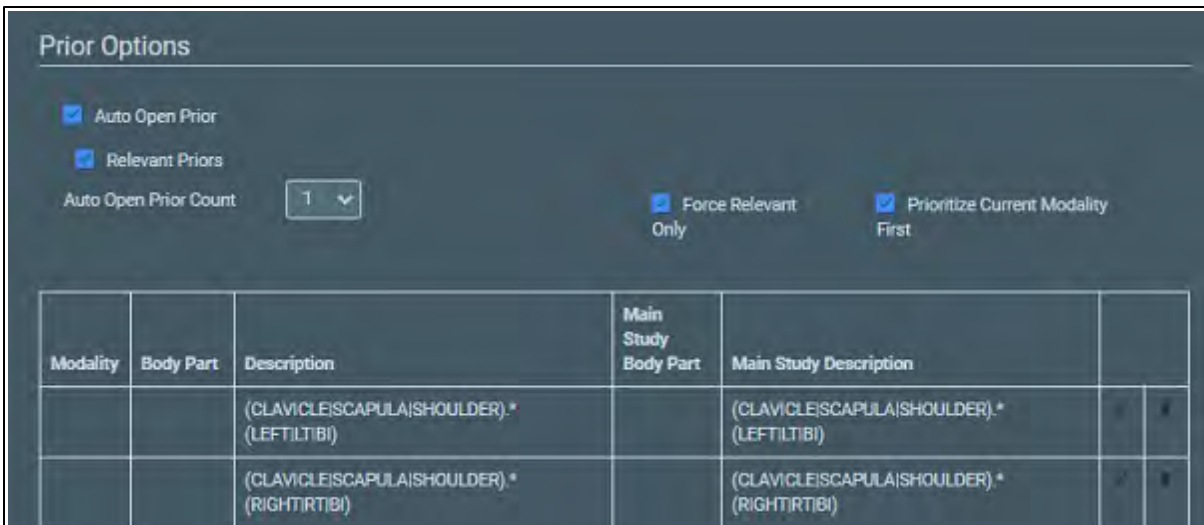 Prior Options
Auto Open Prior
Relevant Priors
Auto Open Prior Count 1
Force Relevant
Only
Prioritize Current Modality
First
Modality
Body Part
Description
Main
Study
Body Part
Main Study Description
(CLAVICLE|SCAPULA|SHOULDER).*
(LEFT|LT|BI)
(CLAVICLE|SCAPULA|SHOULDER).*
(LEFT|LT|BI)
(CLAVICLE|SCAPULA|SHOULDER).*
(RIGHT|RT|BI)
(CLAVICLE|SCAPULA|SHOULDER).*
(RIGHT|RT|BI)